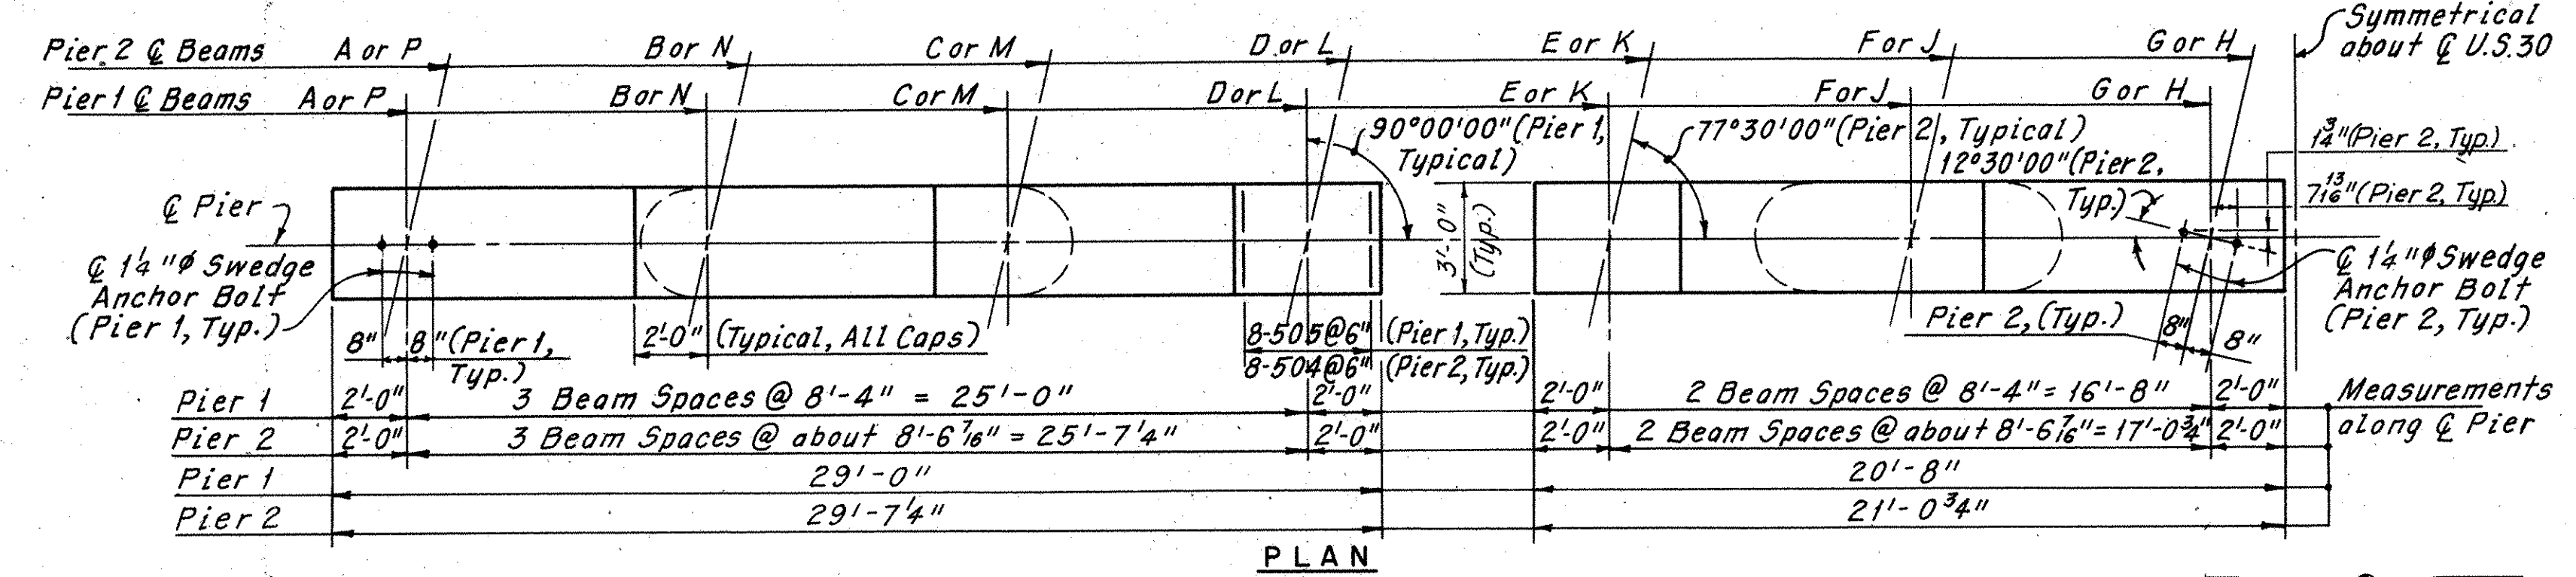 Symmetrical
about ℄ U.S.30
Pier 2 ℄ Beams A or P B or N C or M D or L E or K F or J G or H
Pier 1 ℄ Beams A or P B or N C or M D or L E or K F or J G or H
90°00'00" (Pier 1,
Typical)
77°30'00" (Pier 2, Typical)
12°30'00" (Pier 2,
Typ.)
1 3/4" (Pier 2, Typ.)
7 13/16" (Pier 2, Typ.)
℄ Pier
3'-0"
(Typ.)
℄ 1 1/4" ϕ Swedge
Anchor Bolt
(Pier 1, Typ.)
℄ 1 1/4" ϕ Swedge
Anchor Bolt
(Pier 2, Typ.)
8" 8" (Pier 1,
Typ.)
2'-0" (Typical, All Caps)
8-505@6" (Pier 1, Typ.)
8-504@6" (Pier 2, Typ.)
Pier 2, (Typ.) 8" 8"
Pier 1 2'-0" 3 Beam Spaces @ 8'-4" = 25'-0" 2'-0" 2'-0" 2 Beam Spaces @ 8'-4" = 16'-8" 2'-0"
Pier 2 2'-0" 3 Beam Spaces @ about 8'-6 7/16" = 25'-7 1/4" 2'-0" 2'-0" 2 Beam Spaces @ about 8'-6 7/16" = 17'-0 3/4" 2'-0"
Measurements
along ℄ Pier
Pier 1 29'-0" 20'-8"
Pier 2 29'-7 1/4" 21'-0 3/4"
PLAN